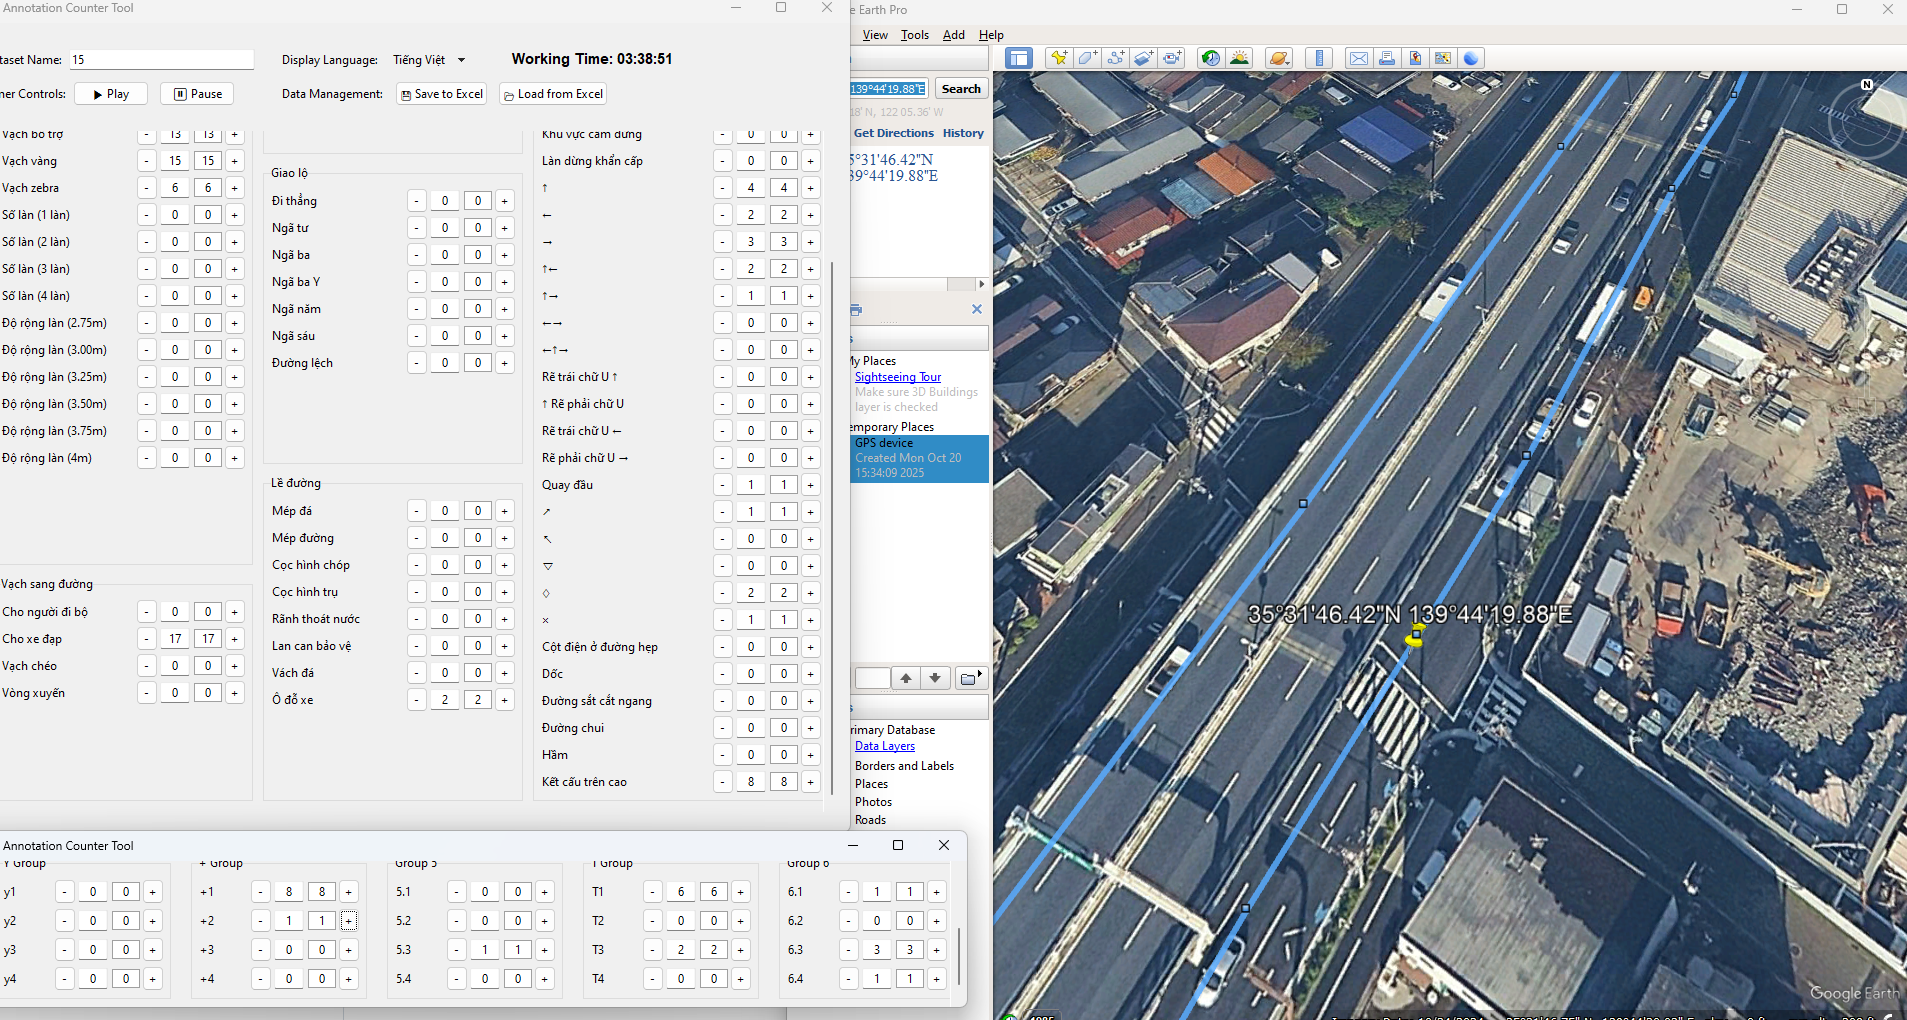 Annotation Counter Tool
taset Name: 15
Display Language: Tiếng Việt
Working Time: 03:38:51
ner Controls: Play Pause
Data Management: Save to Excel Load from Excel
Vạch bổ trợ - 13 13 +
Vạch vàng - 15 15 +
Vạch zebra - 6 6 +
Số làn (1 làn) - 0 0 +
Số làn (2 làn) - 0 0 +
Số làn (3 làn) - 0 0 +
Số làn (4 làn) - 0 0 +
Độ rộng làn (2.75m) - 0 0 +
Độ rộng làn (3.00m) - 0 0 +
Độ rộng làn (3.25m) - 0 0 +
Độ rộng làn (3.50m) - 0 0 +
Độ rộng làn (3.75m) - 0 0 +
Độ rộng làn (4m) - 0 0 +
Vạch sang đường
Cho người đi bộ - 0 0 +
Cho xe đạp - 17 17 +
Vạch chéo - 0 0 +
Vòng xuyến - 0 0 +
Giao lộ
Đi thẳng - 0 0 +
Ngã tư - 0 0 +
Ngã ba - 0 0 +
Ngã ba Y - 0 0 +
Ngã năm - 0 0 +
Ngã sáu - 0 0 +
Đường lệch - 0 0 +
Lề đường
Mép đá - 0 0 +
Mép đường - 0 0 +
Cọc hình chóp - 0 0 +
Cọc hình trụ - 0 0 +
Rãnh thoát nước - 0 0 +
Lan can bảo vệ - 0 0 +
Vách đá - 0 0 +
Ô đỗ xe - 2 2 +
Khu vực cấm dừng - 0 0 +
Làn dừng khẩn cấp - 0 0 +
↑ - 4 4 +
← - 2 2 +
→ - 3 3 +
↑← - 2 2 +
↑→ - 1 1 +
←→ - 0 0 +
←↑→ - 0 0 +
Rẽ trái chữ U ↑ - 0 0 +
↑ Rẽ phải chữ U - 0 0 +
Rẽ trái chữ U ← - 0 0 +
Rẽ phải chữ U → - 0 0 +
Quay đầu - 1 1 +
↗ - 1 1 +
↖ - 0 0 +
▽ - 0 0 +
◊ - 2 2 +
× - 1 1 +
Cột điện ở đường hẹp - 0 0 +
Dốc - 0 0 +
Đường sắt cắt ngang - 0 0 +
Đường chui - 0 0 +
Hầm - 0 0 +
Kết cấu trên cao - 8 8 +
Annotation Counter Tool
Y Group
y1 - 0 0 +
y2 - 0 0 +
y3 - 0 0 +
y4 - 0 0 +
+ Group
+1 - 8 8 +
+2 - 1 1 +
+3 - 0 0 +
+4 - 0 0 +
Group 5
5.1 - 0 0 +
5.2 - 0 0 +
5.3 - 1 1 +
5.4 - 0 0 +
T Group
T1 - 6 6 +
T2 - 0 0 +
T3 - 2 2 +
T4 - 0 0 +
Group 6
6.1 - 1 1 +
6.2 - 0 0 +
6.3 - 3 3 +
6.4 - 1 1 +
e Earth Pro
View Tools Add Help
139°44'19.88"E Search
18' N, 122 05.36' W
Get Directions History
5°31'46.42"N
39°44'19.88"E
My Places
Sightseeing Tour
Make sure 3D Buildings
layer is checked
emporary Places
GPS device
Created Mon Oct 20
15:34:09 2025
rimary Database
Data Layers
Borders and Labels
Places
Photos
Roads
N
35°31'46.42"N 139°44'19.88"E
Google Earth